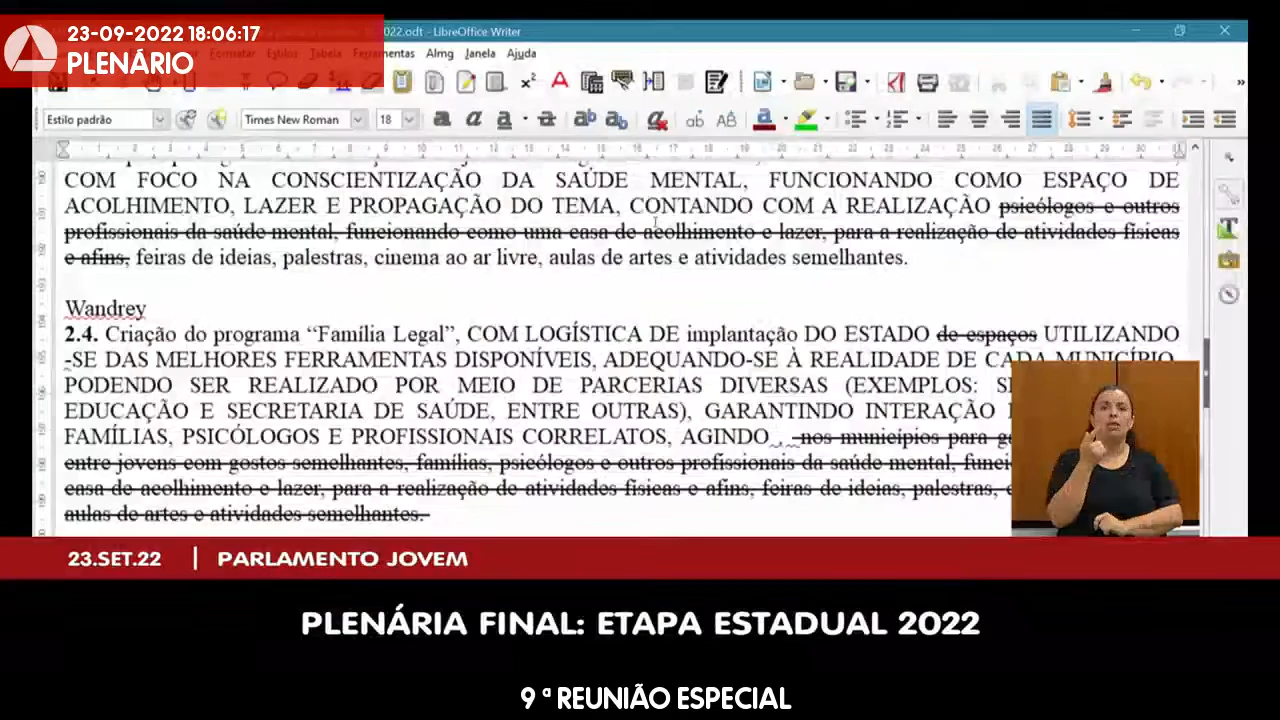 23-09-2022 18:06:17
PLENÁRIO
022.odt - LibreOffice Writer
Formatar Estilos Tabela Ferramentas Almg Janela Ajuda
Estilo padrão Times New Roman 18
COM FOCO NA CONSCIENTIZAÇÃO DA SAÚDE MENTAL, FUNCIONANDO COMO ESPAÇO DE
ACOLHIMENTO, LAZER E PROPAGAÇÃO DO TEMA, CONTANDO COM A REALIZAÇÃO psicólogos e outros
profissionais da saúde mental, funcionando como uma casa de acolhimento e lazer, para a realização de atividades físicas
e afins, feiras de ideias, palestras, cinema ao ar livre, aulas de artes e atividades semelhantes.
Wandrey
2.4. Criação do programa “Família Legal”, COM LOGÍSTICA DE implantação DO ESTADO de espaços UTILIZANDO
-SE DAS MELHORES FERRAMENTAS DISPONÍVEIS, ADEQUANDO-SE À REALIDADE DE CADA MUNICÍPIO,
PODENDO SER REALIZADO POR MEIO DE PARCERIAS DIVERSAS (EXEMPLOS:
EDUCAÇÃO E SECRETARIA DE SAÚDE, ENTRE OUTRAS), GARANTINDO INTERAÇÃO
FAMÍLIAS, PSICÓLOGOS E PROFISSIONAIS CORRELATOS, AGINDO , nos municípios para
entre jovens com gostos semelhantes, famílias, psicólogos e outros profissionais da saúde mental,
casa de acolhimento e lazer, para a realização de atividades físicas e afins, feiras de ideias, palestras,
aulas de artes e atividades semelhantes.
23.SET.22 | PARLAMENTO JOVEM
PLENÁRIA FINAL: ETAPA ESTADUAL 2022
9ª REUNIÃO ESPECIAL